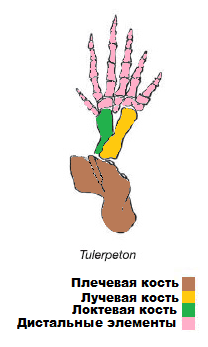 Tulerpeton
Плечевая кость
Лучевая кость
Локтевая кость
Дистальные элементы